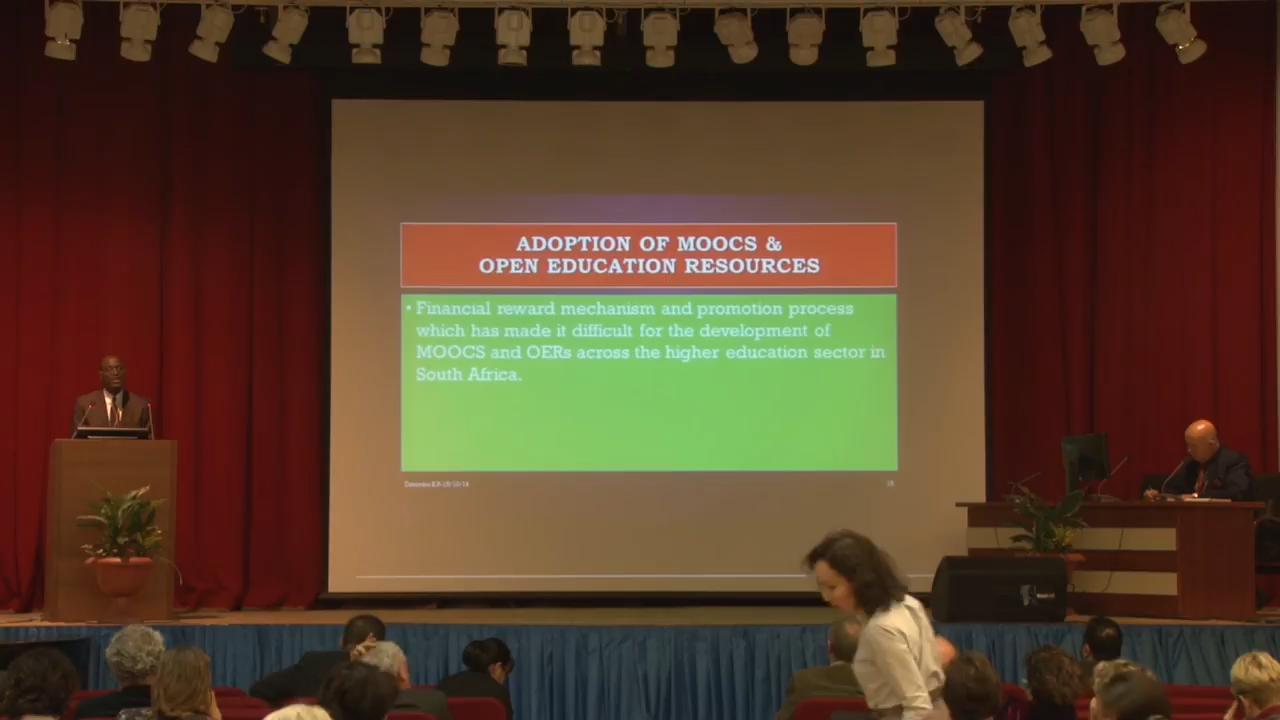 ADOPTION OF MOOCS &
OPEN EDUCATION RESOURCES
• Financial reward mechanism and promotion process
which has made it difficult for the development of
MOOCS and OERs across the higher education sector in
South Africa.